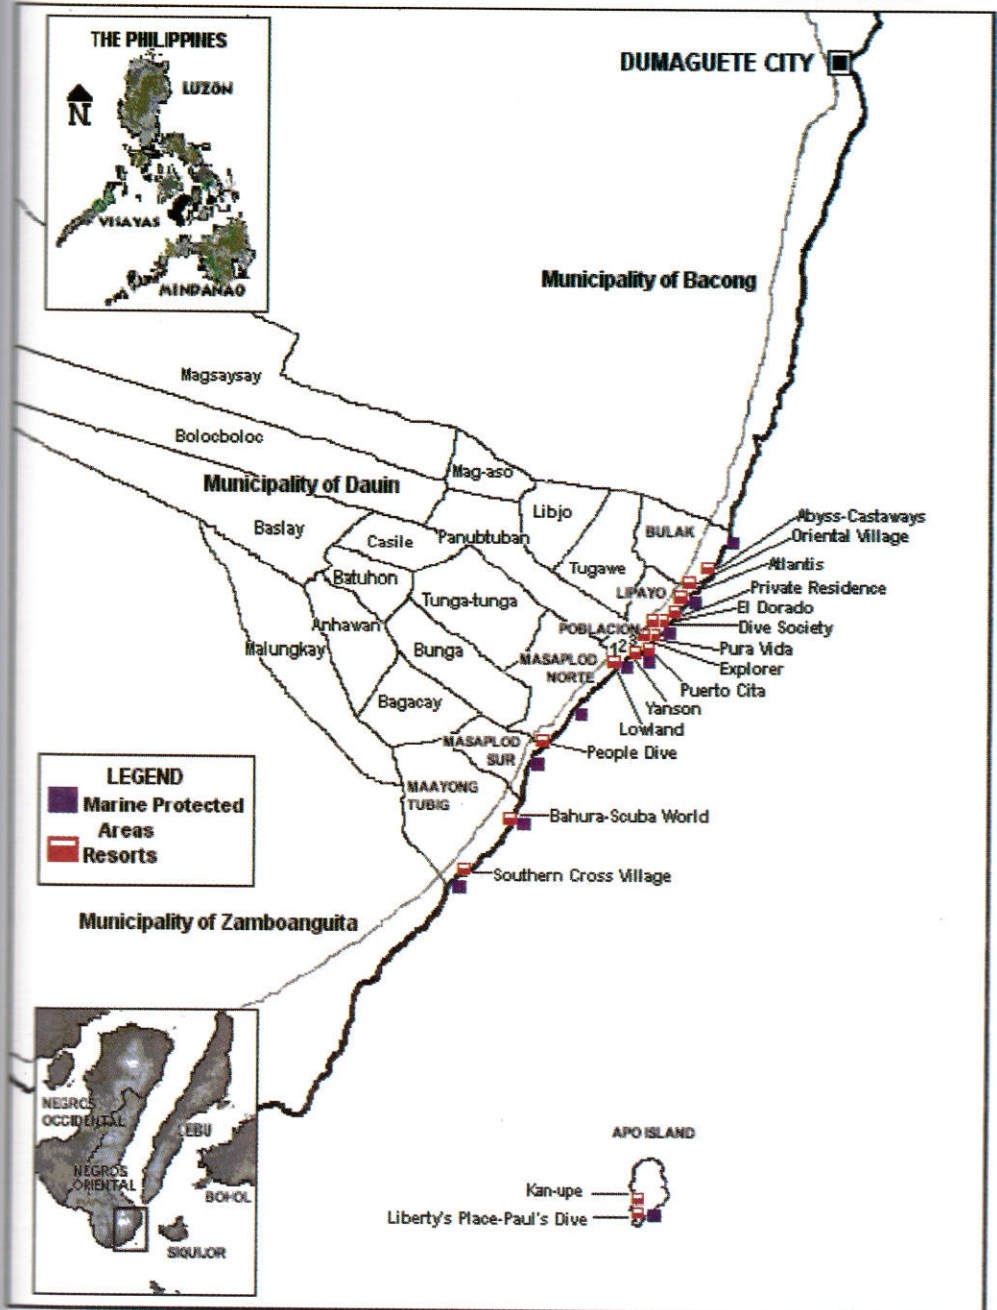 THE PHILIPPINES
LUZON
N
VISAYAS
MINDANAO
DUMAGUETE CITY
Municipality of Bacong
Magsaysay
Bolocboloc
Mag-aso
Municipality of Dauin
Libjo
Baslay
Casile
Panubtuban
BULAK
Abyss-Castaways
Oriental Village
Batuhon
Tugawe
Atlantis
LIPAYO
Private Residence
Tunga-tunga
El Dorado
Anhawan
POBLACION
Dive Society
Malungkay
Bunga
1 2 3
Pura Vida
MASAPLOD
NORTE
Explorer
Puerto Cita
Bagacay
Yanson
Lowland
MASAPLOD
SUR
People Dive
MAAYONG
TUBIG
Bahura-Scuba World
Southern Cross Village
LEGEND
Marine Protected
Areas
Resorts
Municipality of Zamboanguita
NEGROS
OCCIDENTAL
CEBU
NEGROS
ORIENTAL
BOHOL
SIQUIJOR
APO ISLAND
Kan-upe
Liberty's Place-Paul's Dive